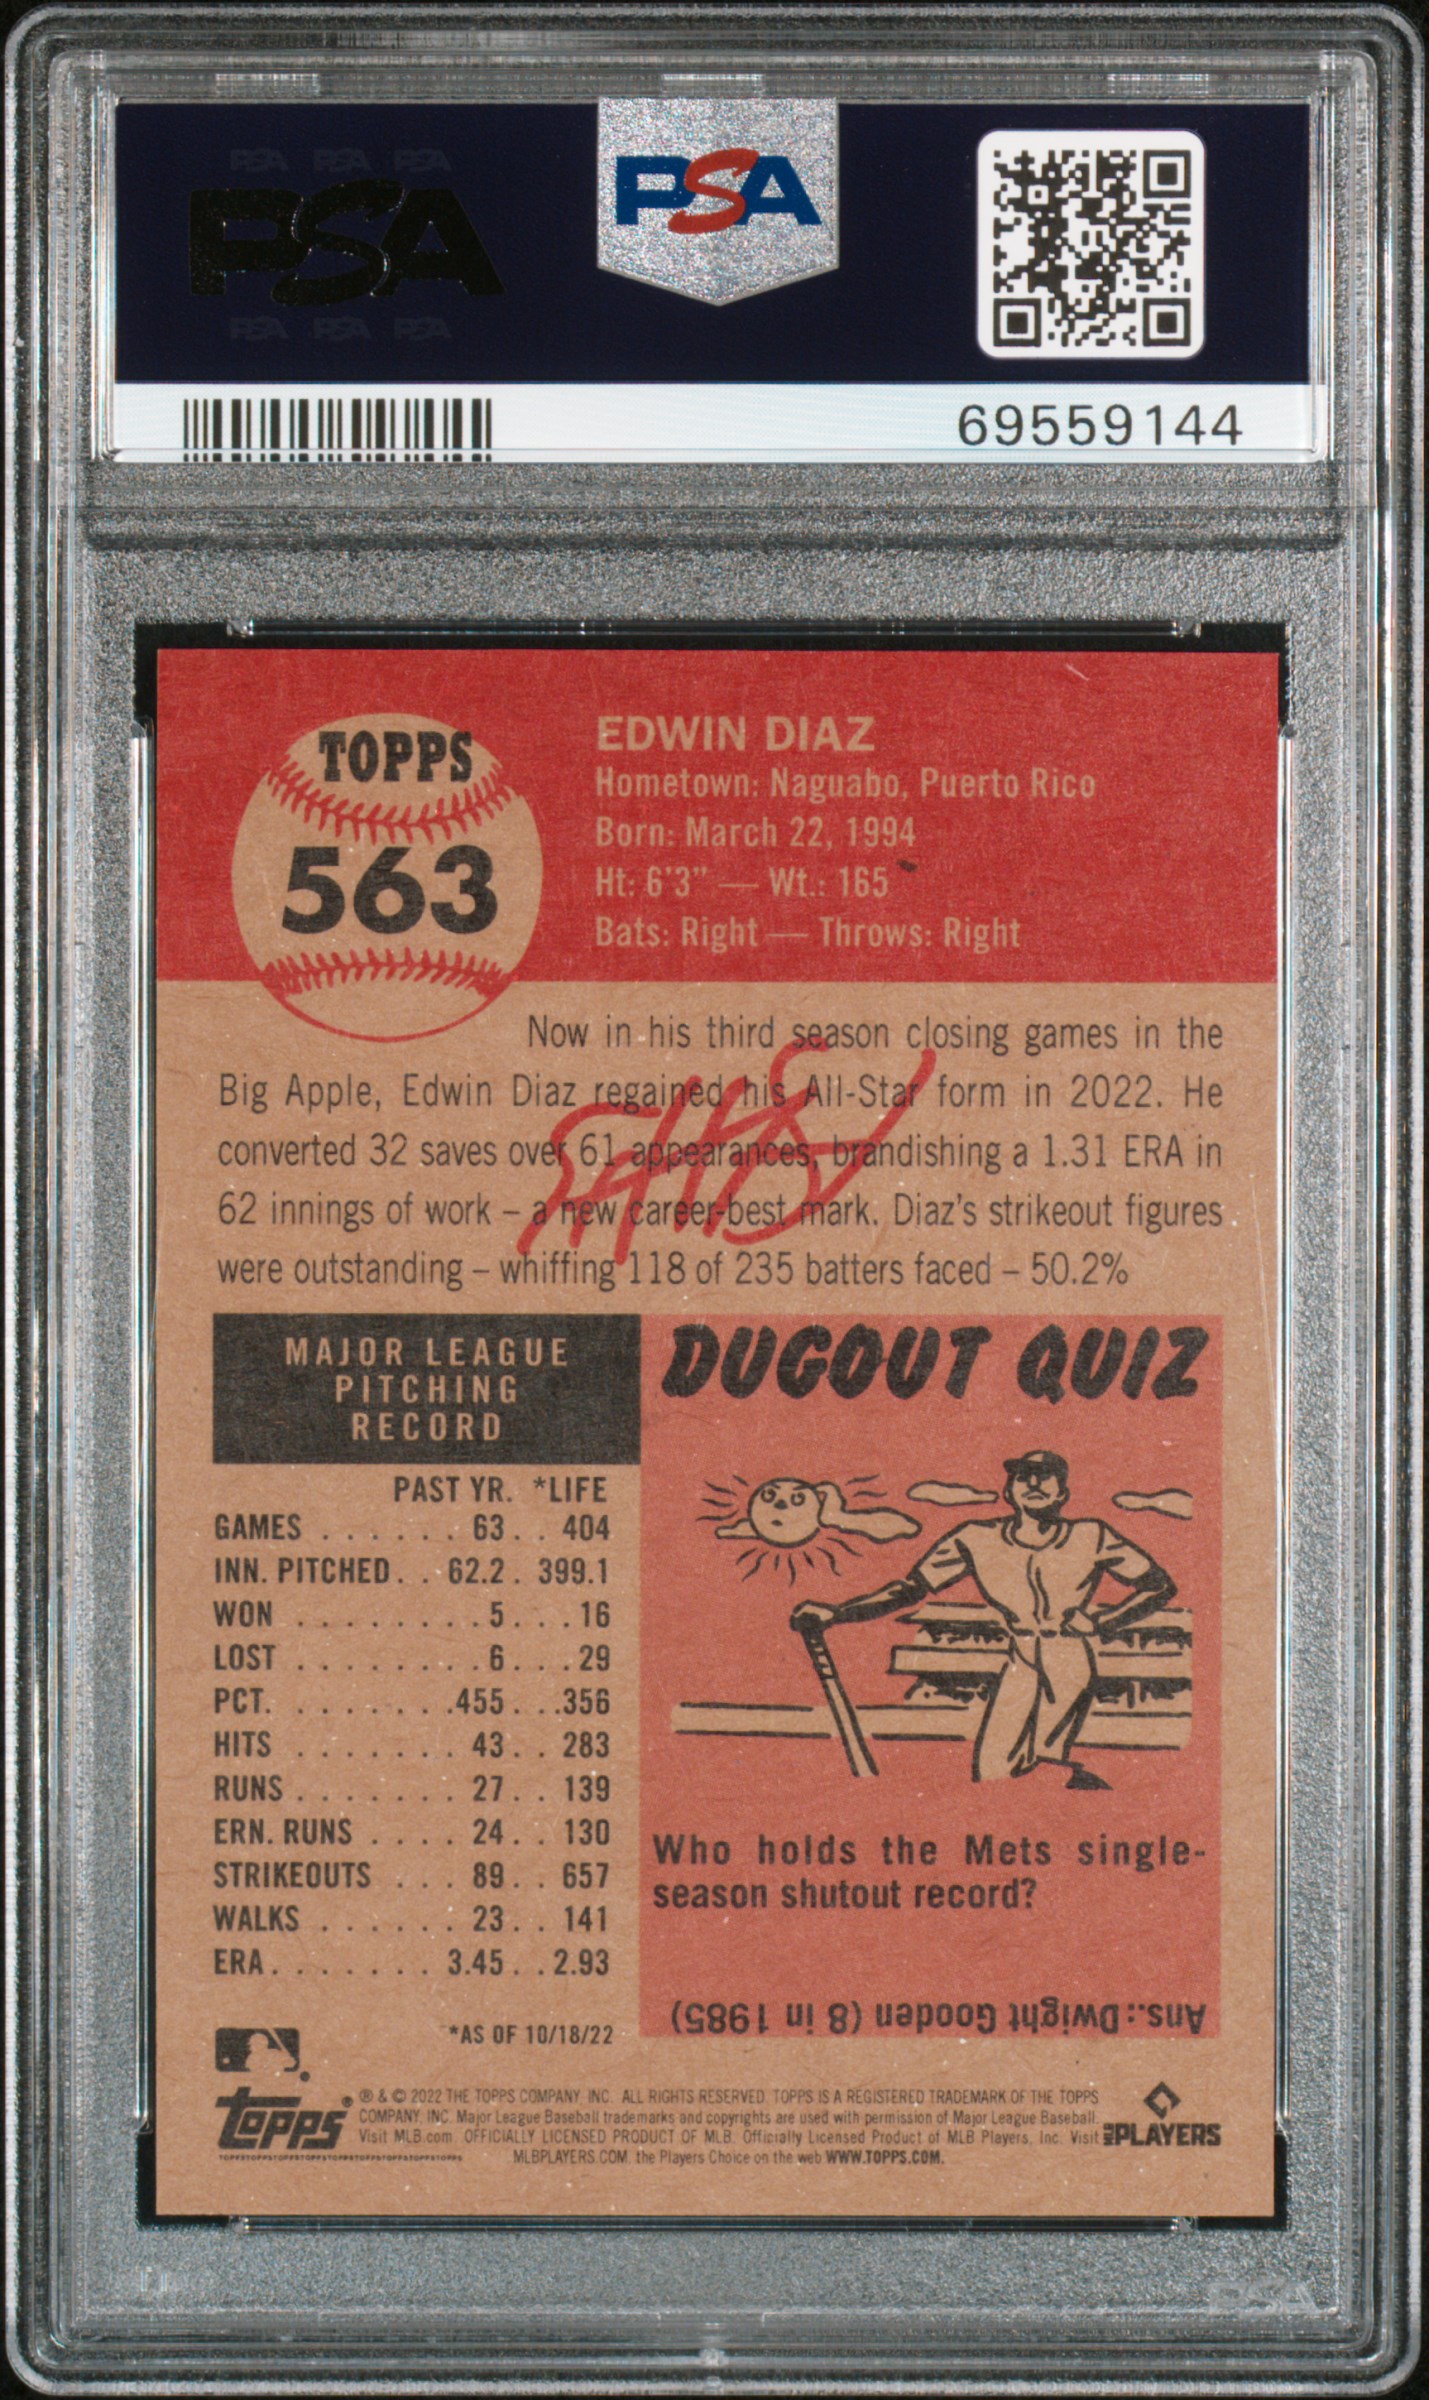 PSA PSA PSA
PSA
PSA PSA PSA
PSA
69559144
TOPPS
563
EDWIN DIAZ
Hometown: Naguabo, Puerto Rico
Born: March 22, 1994
Ht: 6'3" — Wt.: 165
Bats: Right — Throws: Right
Now in his third season closing games in the
Big Apple, Edwin Diaz regained his All-Star form in 2022. He
converted 32 saves over 61 appearances, brandishing a 1.31 ERA in
62 innings of work – a new career-best mark. Diaz's strikeout figures
were outstanding – whiffing 118 of 235 batters faced – 50.2%
MAJOR LEAGUE
PITCHING
RECORD
PAST YR. *LIFE
GAMES . . . . . . 63 . . 404
INN. PITCHED . . 62.2 . 399.1
WON . . . . . . . . 5 . . . 16
LOST . . . . . . . . 6 . . . 29
PCT. . . . . . . . .455 . . .356
HITS . . . . . . . 43 . . 283
RUNS . . . . . . . 27 . . 139
ERN. RUNS . . . . 24 . . 130
STRIKEOUTS . . . 89 . . 657
WALKS . . . . . . 23 . . 141
ERA . . . . . . . 3.45 . . 2.93
*AS OF 10/18/22
DUGOUT QUIZ
Who holds the Mets single-
season shutout record?
Ans.: Dwight Gooden (8 in 1985)
Topps®
® & © 2022 THE TOPPS COMPANY, INC. ALL RIGHTS RESERVED. TOPPS IS A REGISTERED TRADEMARK OF THE TOPPS
COMPANY, INC. Major League Baseball trademarks and copyrights are used with permission of Major League Baseball.
Visit MLB.com. OFFICIALLY LICENSED PRODUCT OF MLB. Officially Licensed Product of MLB Players, Inc. Visit
MLBPLAYERS.COM, the Players Choice on the web WWW.TOPPS.COM.
MLB PLAYERS
PSA